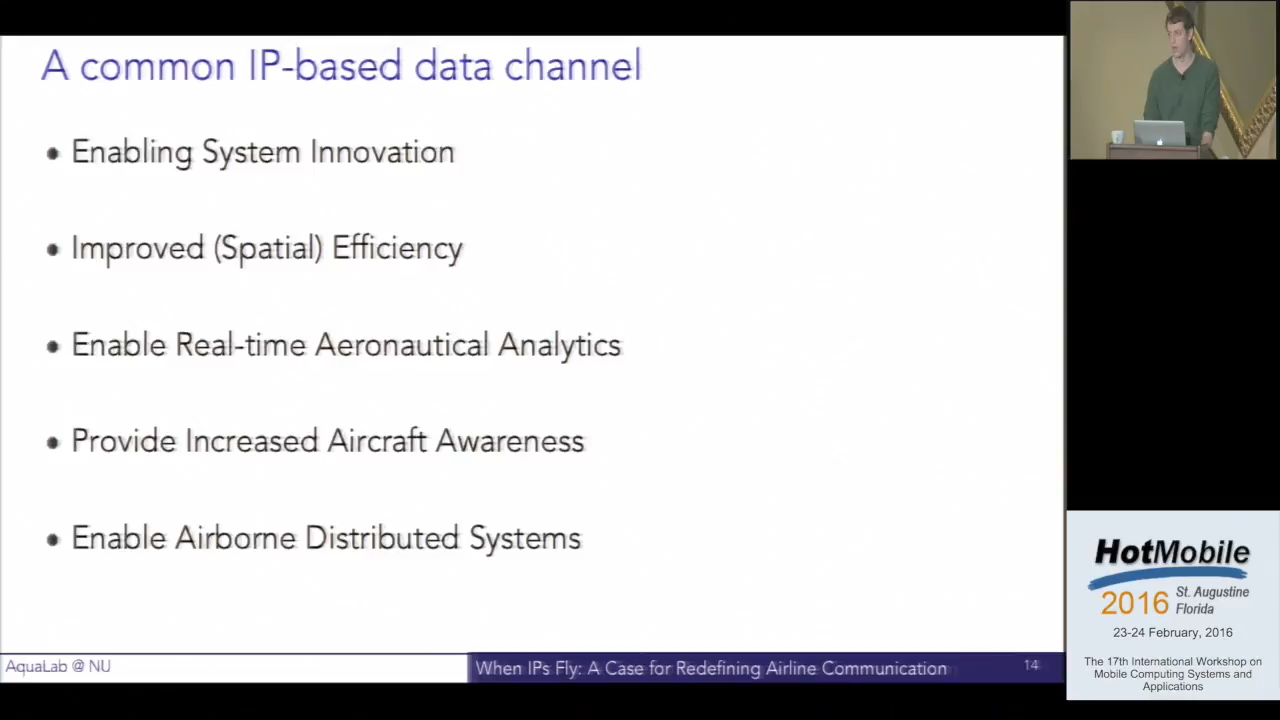 A common IP-based data channel
• Enabling System Innovation
• Improved (Spatial) Efficiency
• Enable Real-time Aeronautical Analytics
• Provide Increased Aircraft Awareness
• Enable Airborne Distributed Systems
AquaLab @ NU
When IPs Fly: A Case for Redefining Airline Communication
14
HotMobile
2016
St. Augustine
Florida
23-24 February, 2016
The 17th International Workshop on
Mobile Computing Systems and
Applications